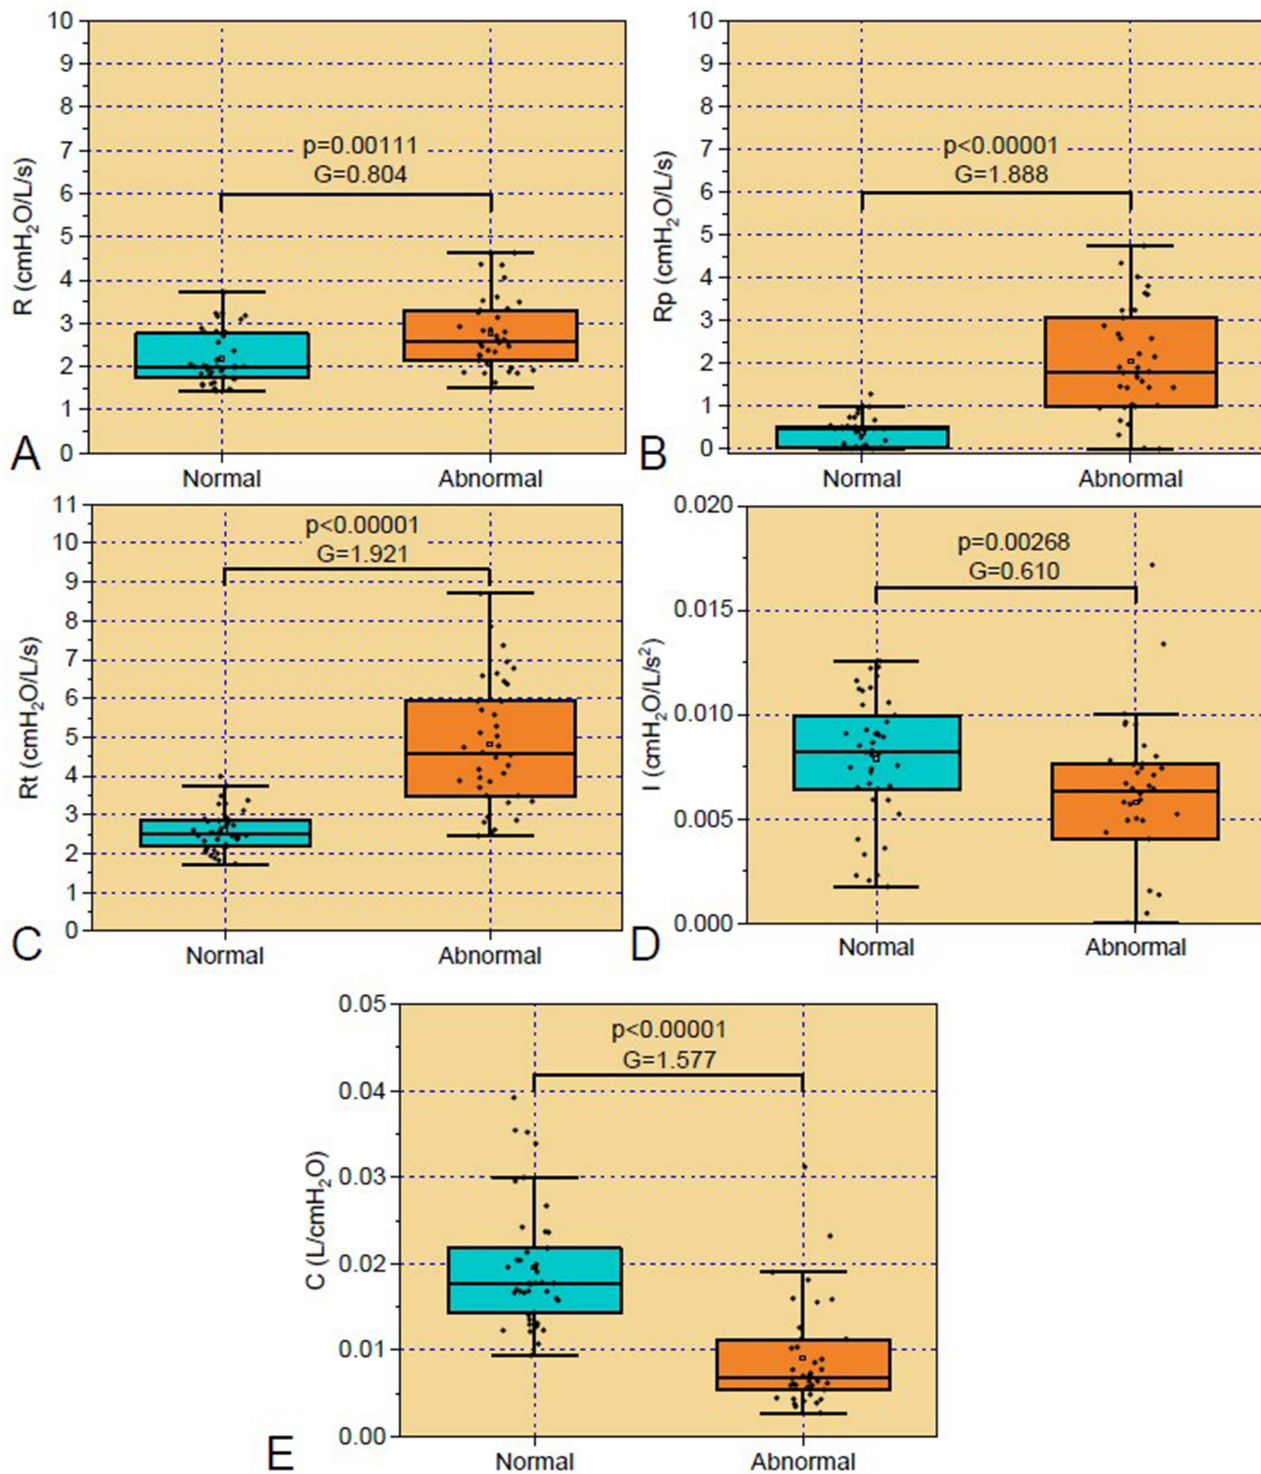 10
9
8
7
6
5
4
3
2
1
0
R (cmH₂O/L/s)
p=0.00111
G=0.804
Normal
Abnormal
A
10
9
8
7
6
5
4
3
2
1
0
Rp (cmH₂O/L/s)
p<0.00001
G=1.888
Normal
Abnormal
B
11
10
9
8
7
6
5
4
3
2
1
0
Rt (cmH₂O/L/s)
p<0.00001
G=1.921
Normal
Abnormal
C
0.020
0.015
0.010
0.005
0.000
I (cmH₂O/L/s²)
p=0.00268
G=0.610
Normal
Abnormal
D
0.05
0.04
0.03
0.02
0.01
0.00
C (L/cmH₂O)
p<0.00001
G=1.577
Normal
Abnormal
E